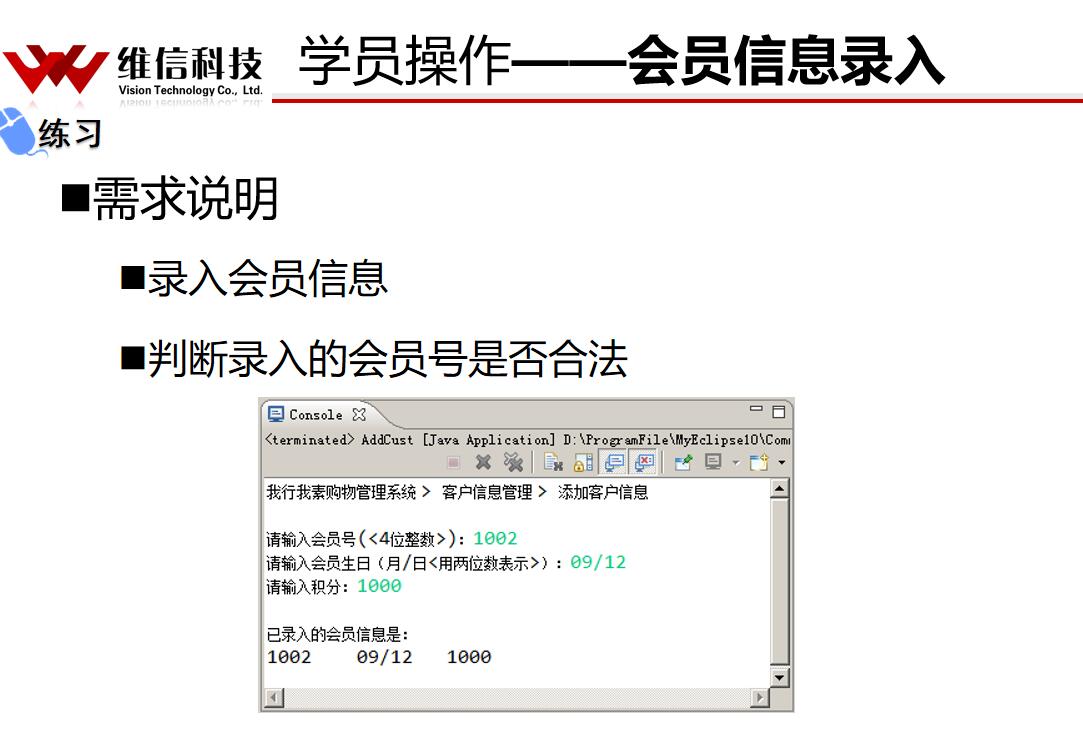 维信科技
Vision Technology Co., Ltd.
学员操作——会员信息录入
练习
■需求说明
■录入会员信息
■判断录入的会员号是否合法
Console
<terminated> AddCust [Java Application] D:\ProgramFile\MyEclipse10\Com
我行我素购物管理系统 > 客户信息管理 > 添加客户信息
请输入会员号(<4位整数>): 1002
请输入会员生日（月/日<用两位数表示>）: 09/12
请输入积分: 1000
已录入的会员信息是:
1002 09/12 1000